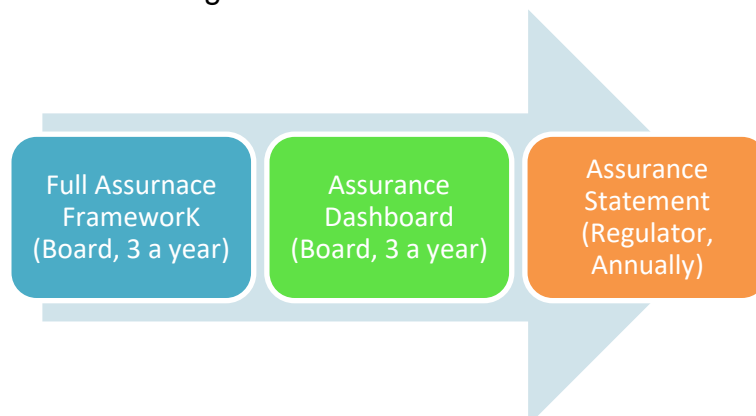 Full Assurnace
FrameworK
(Board, 3 a year)
Assurance
Dashboard
(Board, 3 a year)
Assurance
Statement
(Regulator,
Annually)